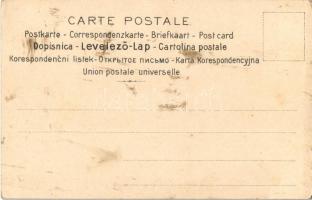 CARTE POSTALE
Postkarte - Correspondenzkarte - Briefkaart - Post card
Dopisnica - Levelező-Lap - Cartolina postale
Korespondenční lístek - Открытое письмо - Karta Korespondencyjna
Union postale universelle